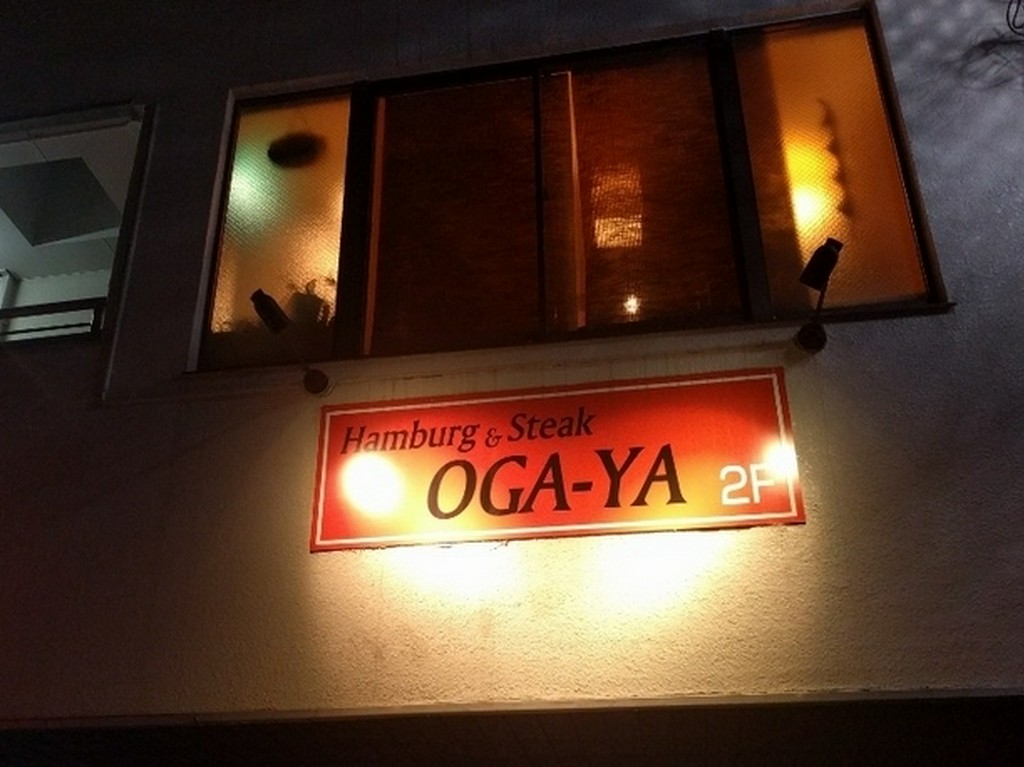 Hamburg & Steak
OGA-YA 2F